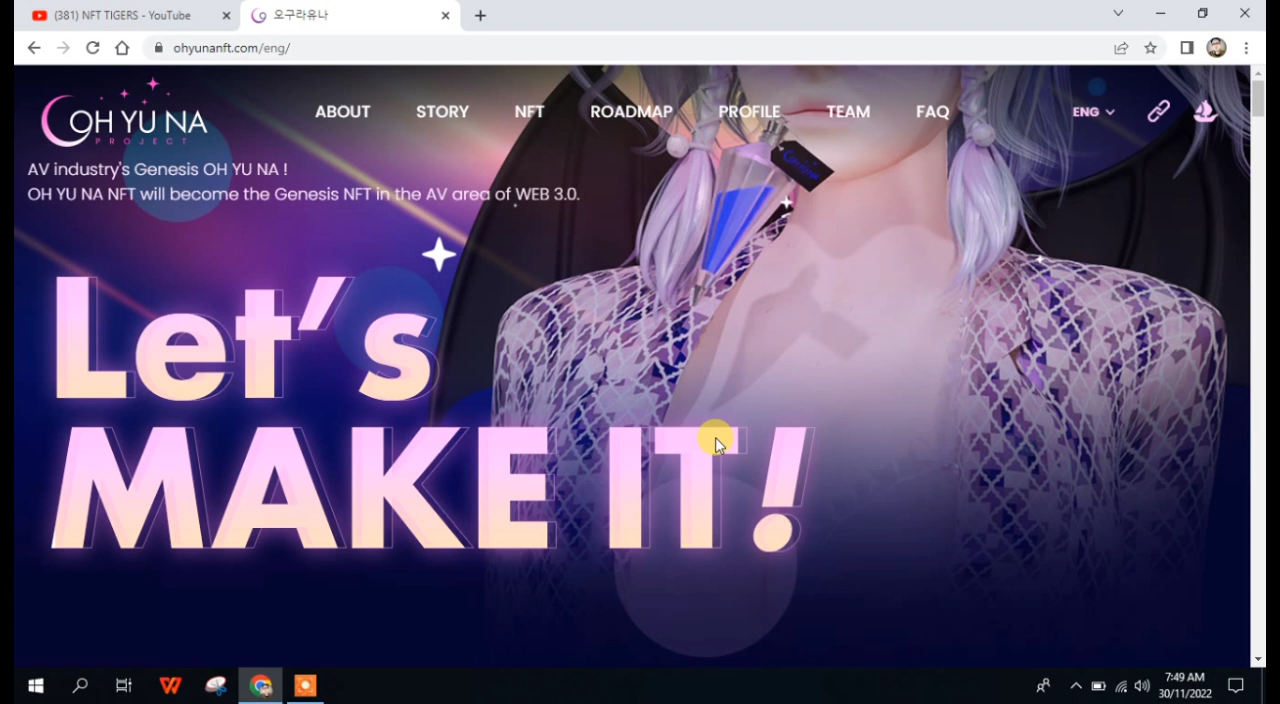 (381) NFT TIGERS - YouTube
오구라유나
ohyunanft.com/eng/
OH YU NA
PROJECT
ABOUT
STORY
NFT
ROADMAP
PROFILE
TEAM
FAQ
ENG
AV industry's Genesis OH YU NA !
OH YU NA NFT will become the Genesis NFT in the AV area of WEB 3.0.
Let's
MAKE IT!
7:49 AM
30/11/2022